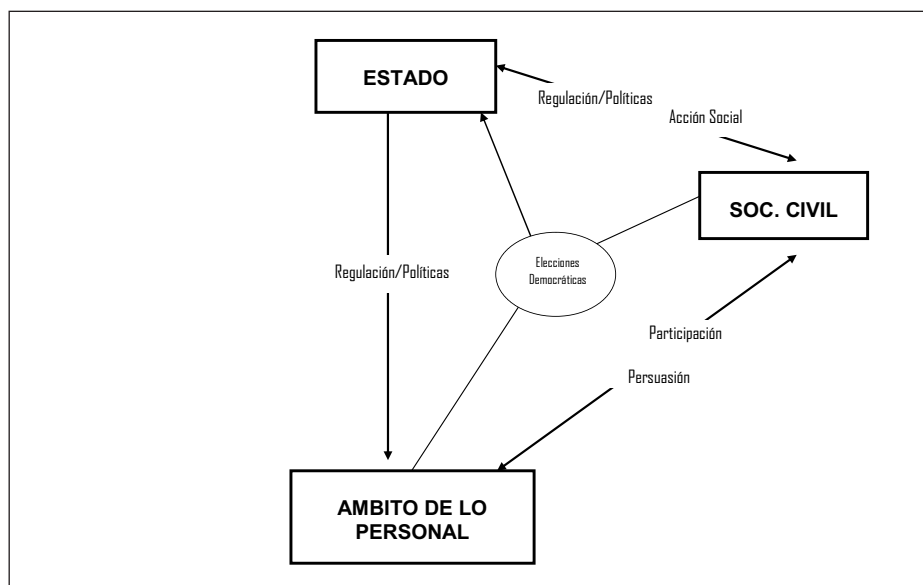 ESTADO
Regulación/Políticas
Acción Social
SOC. CIVIL
Elecciones
Democráticas
Regulación/Políticas
Participación
Persuasión
AMBITO DE LO
PERSONAL